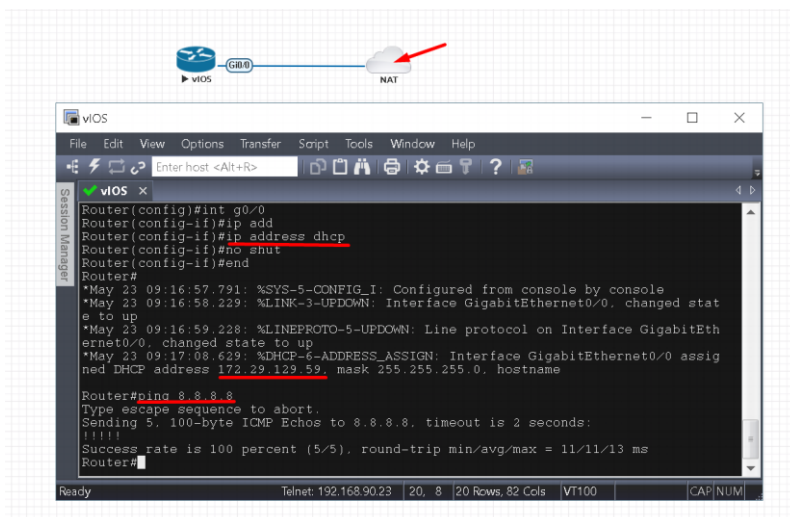 Gi0/0
vIOS
NAT
vIOS
File Edit View Options Transfer Script Tools Window Help
Enter host <Alt+R>
vIOS
Session Manager
Router(config)#int g0/0
Router(config-if)#ip add
Router(config-if)#ip address dhcp
Router(config-if)#no shut
Router(config-if)#end
Router#
*May 23 09:16:57.791: %SYS-5-CONFIG_I: Configured from console by console
*May 23 09:16:58.229: %LINK-3-UPDOWN: Interface GigabitEthernet0/0, changed stat
e to up
*May 23 09:16:59.228: %LINEPROTO-5-UPDOWN: Line protocol on Interface GigabitEth
ernet0/0, changed state to up
*May 23 09:17:08.629: %DHCP-6-ADDRESS_ASSIGN: Interface GigabitEthernet0/0 assig
ned DHCP address 172.29.129.59, mask 255.255.255.0, hostname
Router#ping 8.8.8.8
Type escape sequence to abort.
Sending 5, 100-byte ICMP Echos to 8.8.8.8, timeout is 2 seconds:
!!!!!
Success rate is 100 percent (5/5), round-trip min/avg/max = 11/11/13 ms
Router#
Ready Telnet: 192.168.90.23 20, 8 20 Rows, 82 Cols VT100 CAP NUM